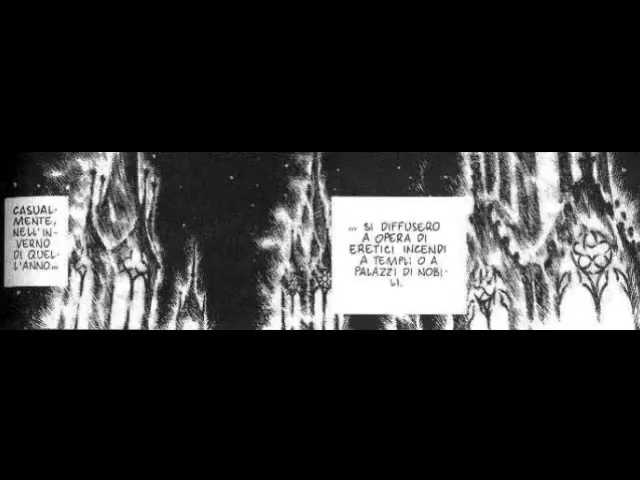 CASUAL-
MENTE,
NELL'IN-
VERNO
DI QUEL-
L'ANNO...
... SI DIFFUSERO
A OPERA DI
ERETICI INCENDI
A TEMPLI O A
PALAZZI DI NOBI-
LI.